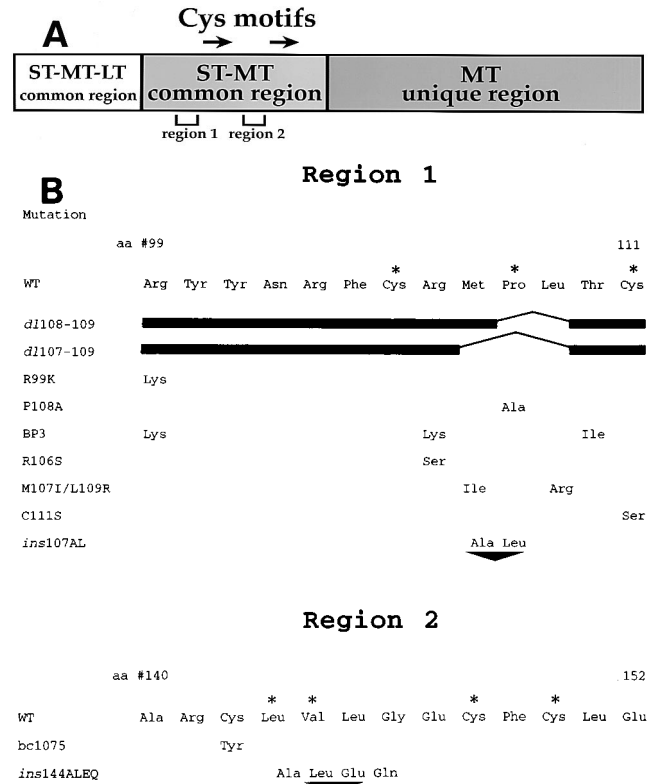 A
Cys motifs
ST-MT-LT
common region
ST-MT
common region
MT
unique region
region 1 region 2
B
Region 1
Mutation
aa #99 111
* * *
WT Arg Tyr Tyr Asn Arg Phe Cys Arg Met Pro Leu Thr Cys
dl108-109
dl107-109
R99K Lys
P108A Ala
BP3 Lys Lys Ile
R106S Ser
M107I/L109R Ile Arg
C111S Ser
ins107AL Ala Leu
Region 2
aa #140 152
* * * *
WT Ala Arg Cys Leu Val Leu Gly Glu Cys Phe Cys Leu Glu
bc1075 Tyr
ins144ALEQ Ala Leu Glu Gln